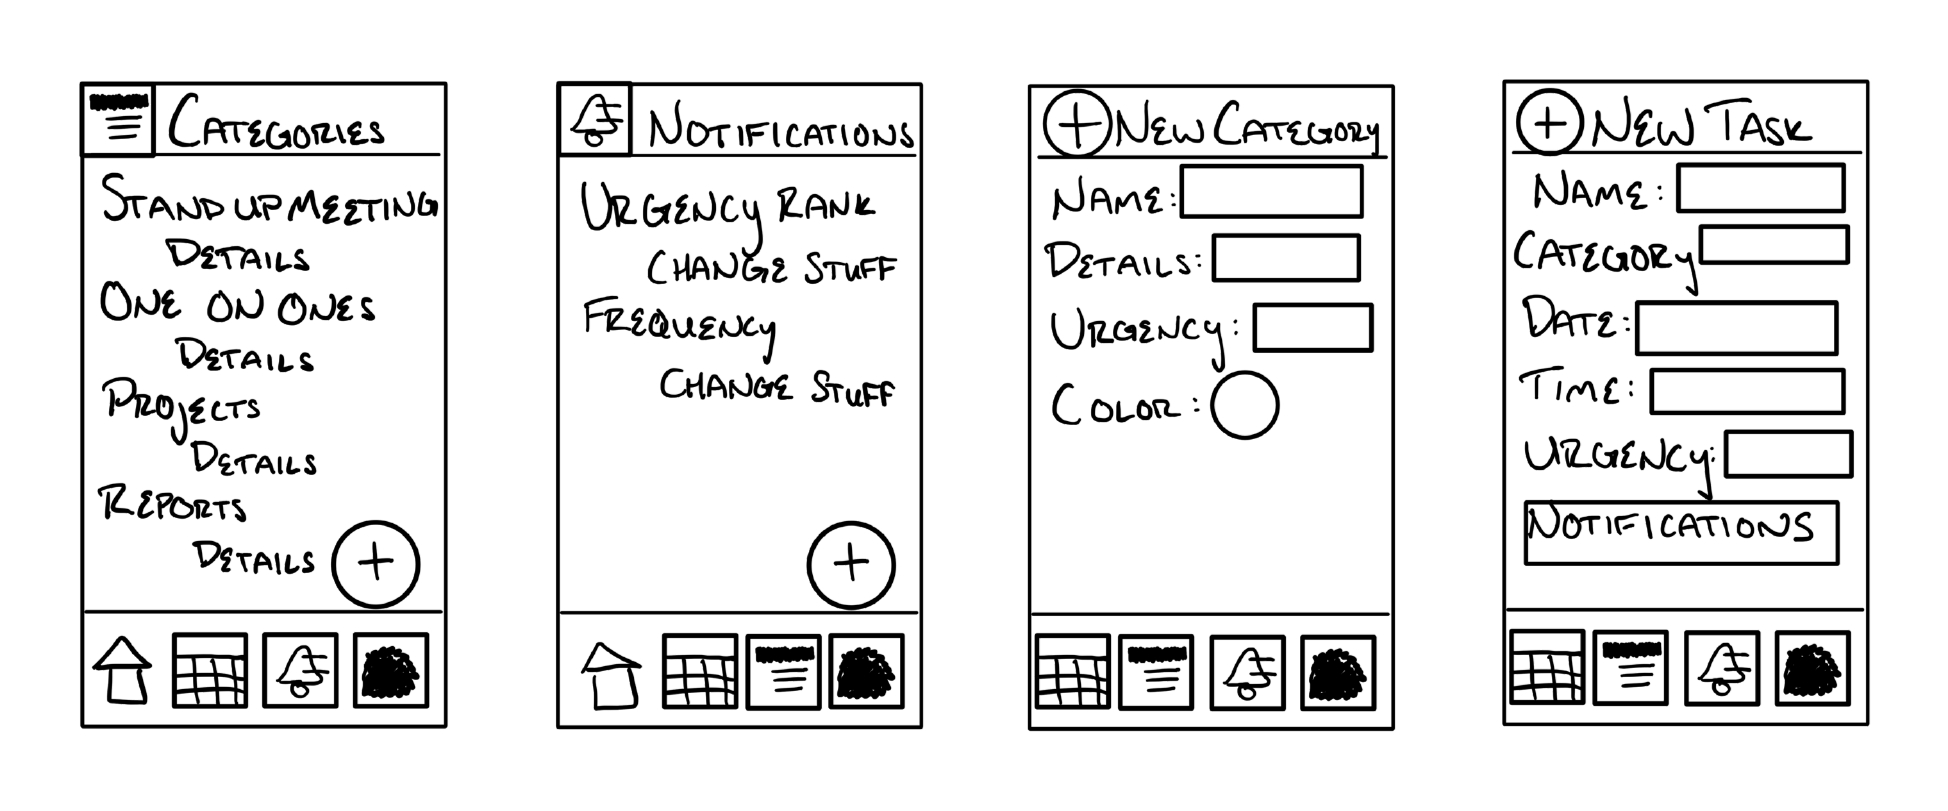 CATEGORIES
STAND UP MEETING
DETAILS
ONE ON ONES
DETAILS
PROJECTS
DETAILS
REPORTS
DETAILS
+
NOTIFICATIONS
URGENCY RANK
CHANGE STUFF
FREQUENCY
CHANGE STUFF
+
+ NEW CATEGORY
NAME:
DETAILS:
URGENCY:
COLOR:
+ NEW TASK
NAME:
CATEGORY
DATE:
TIME:
URGENCY:
NOTIFICATIONS